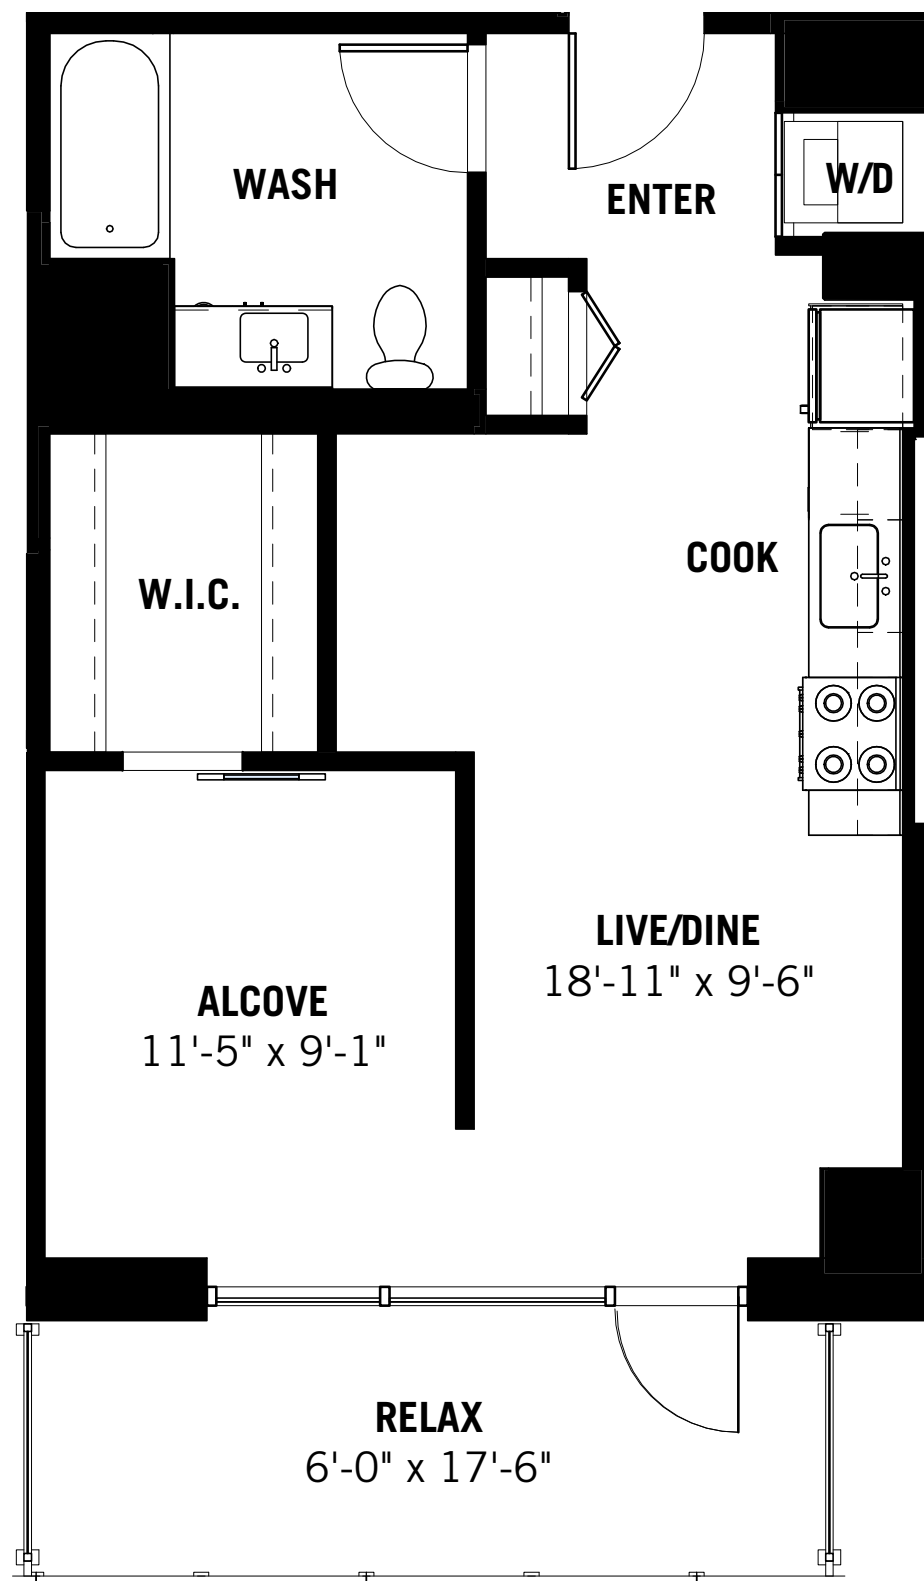 WASH
ENTER
W/D
COOK
W.I.C.
LIVE/DINE
18'-11" x 9'-6"
ALCOVE
11'-5" x 9'-1"
RELAX
6'-0" x 17'-6"